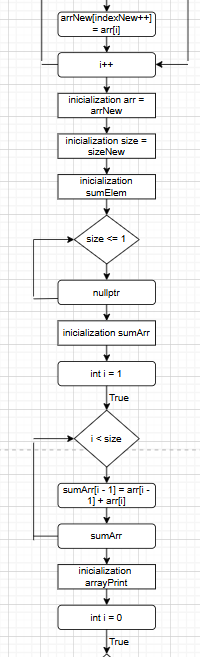 arrNew[indexNew++]
= arr[i]
i++
inicialization arr =
arrNew
inicialization size =
sizeNew
inicialization
sumElem
size <= 1
nullptr
inicialization sumArr
int i = 1
True
i < size
sumArr[i - 1] = arr[i -
1] + arr[i]
sumArr
inicialization
arrayPrint
int i = 0
True